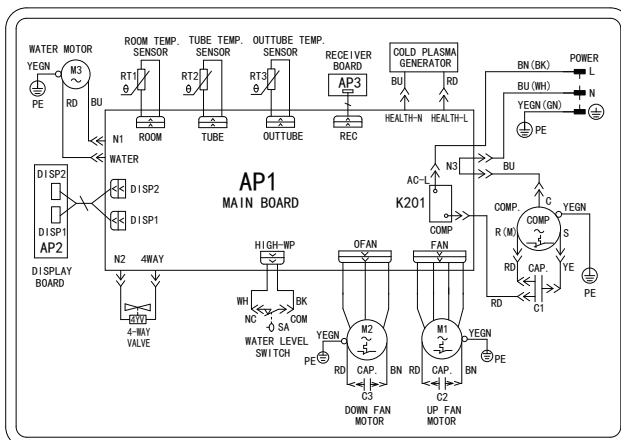 WATER MOTOR
ROOM TEMP. SENSOR
TUBE TEMP. SENSOR
OUTTUBE TEMP. SENSOR
RECEIVER BOARD
COLD PLASMA GENERATOR
POWER
YEGN
M3
PE
RD
BU
RT1
θ
RT2
θ
RT3
θ
AP3
BU
RD
BN(BK)
L
BU(WH)
N
YEGN(GN)
PE
N1
ROOM
TUBE
OUTTUBE
REC
HEALTH-N
HEALTH-L
WATER
N3
BU
AC-L
K201
COMP
AP1
MAIN BOARD
DISP2
DISP1
AP2
DISPLAY BOARD
DISP2
DISP1
C
COMP.
COMP
YEGN
R(M)
S
RD
CAP.
YE
C1
PE
RD
N2
4WAY
4YV
4-WAY VALVE
HIGH-WP
WH
BK
NC
COM
SA
WATER LEVEL SWITCH
OFAN
FAN
YEGN
M2
PE
RD
CAP.
BN
C3
DOWN FAN MOTOR
M1
YEGN
PE
RD
CAP.
BN
C2
UP FAN MOTOR